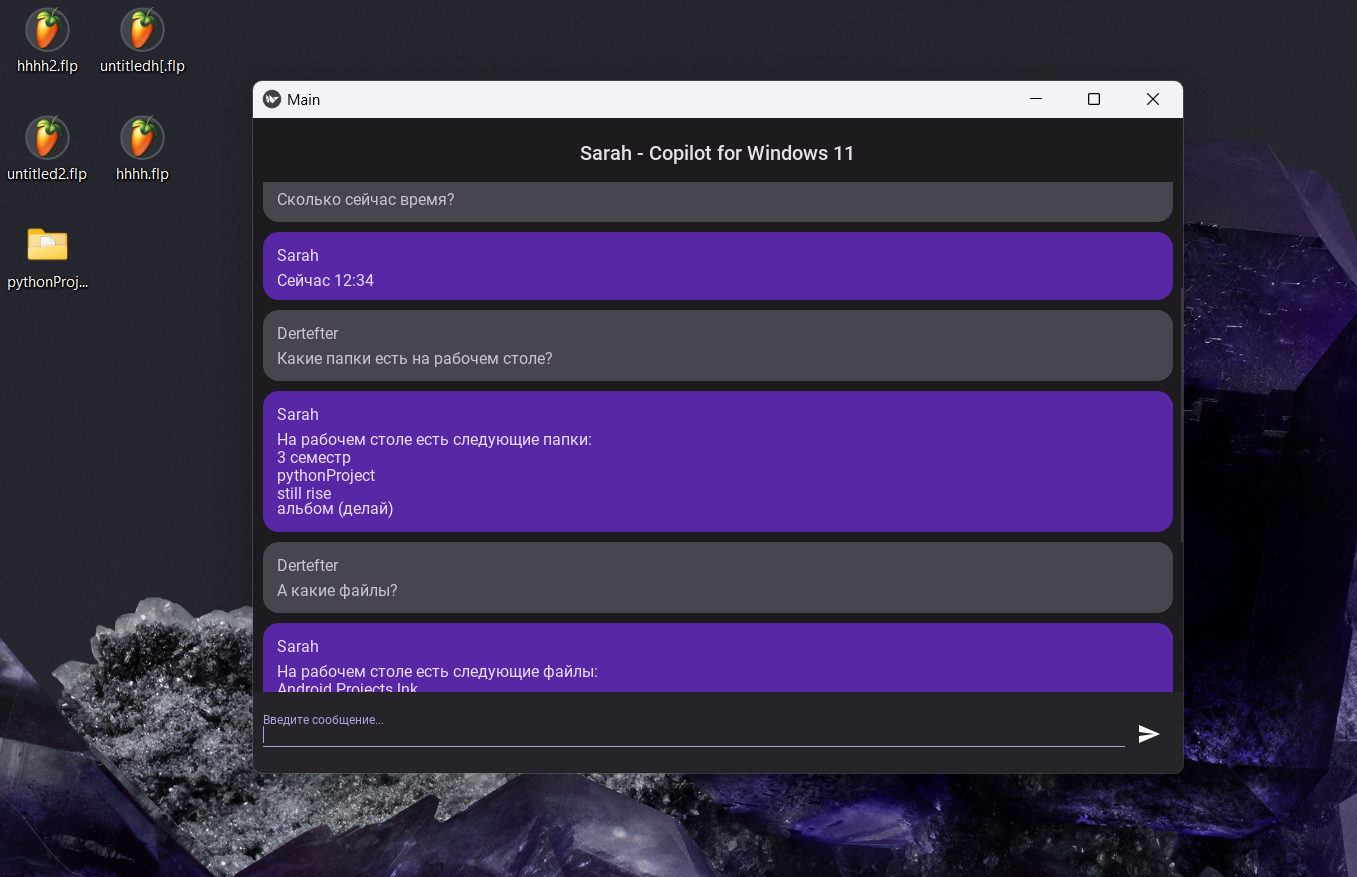 hhhh2.flp
untitledh[.flp
untitled2.flp
hhhh.flp
pythonProj...
Main
Sarah - Copilot for Windows 11
Сколько сейчас время?
Sarah
Сейчас 12:34
Dertefter
Какие папки есть на рабочем столе?
Sarah
На рабочем столе есть следующие папки:
3 семестр
pythonProject
still rise
альбом (делай)
Dertefter
А какие файлы?
Sarah
На рабочем столе есть следующие файлы:
Android Projects.lnk
Введите сообщение...